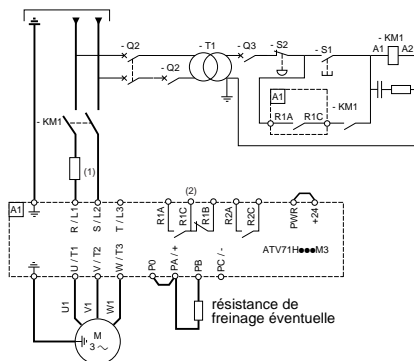 - Q2
- T1
- Q3
- S2
- S1
- KM1
A1
A2
- Q2
A1
R1A
R1C
- KM1
- KM1
(1)
A1
R / L1
S / L2
T / L3
(2)
R1A
R1C
R1B
R2A
R2C
PWR
+24
ATV71H●●●M3
U / T1
V / T2
W / T3
P0
PA / +
PB
PC / -
U1
V1
W1
M
3 ~
résistance de
freinage éventuelle